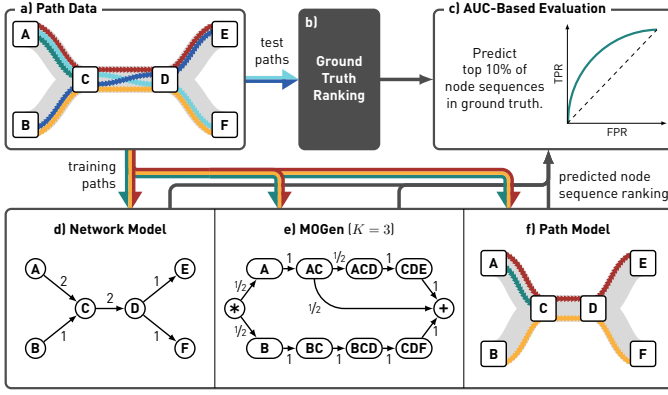 a) Path Data
A
B
C
D
E
F
test
paths
b)
Ground
Truth
Ranking
c) AUC-Based Evaluation
Predict
top 10% of
node sequences
in ground truth.
TPR
FPR
training
paths
predicted node
sequence ranking
d) Network Model
A
B
C
D
E
F
2
1
2
1
1
e) MOGen [K = 3]
*
1/2
1/2
A
1
AC
1/2
ACD
1
CDE
1
1/2
+
B
1
BC
1
BCD
1
CDF
1
f) Path Model
A
B
C
D
E
F